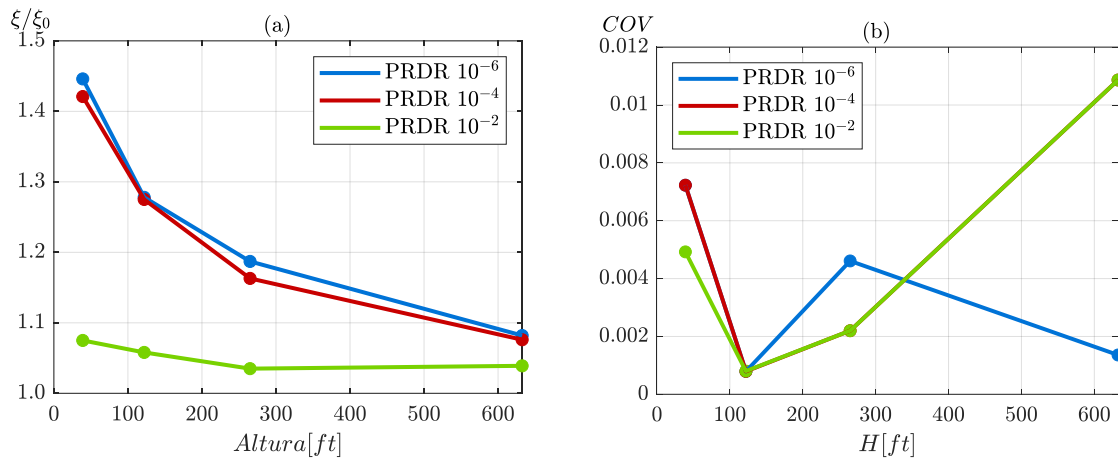 ξ/ξ₀
(a)
1.5
1.4
1.3
1.2
1.1
1.0
PRDR 10⁻⁶
PRDR 10⁻⁴
PRDR 10⁻²
0 100 200 300 400 500 600
Altura[ft]
COV
(b)
0.012
0.01
0.008
0.006
0.004
0.002
0
PRDR 10⁻⁶
PRDR 10⁻⁴
PRDR 10⁻²
0 100 200 300 400 500 600
H[ft]